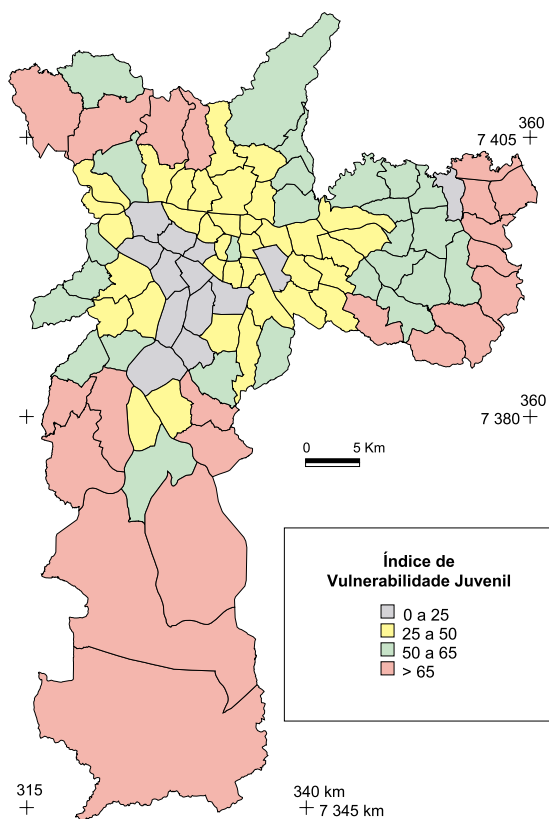 360
7 405
360
7 380
0 5 Km
Índice de
Vulnerabilidade Juvenil
0 a 25
25 a 50
50 a 65
> 65
315
340 km
7 345 km